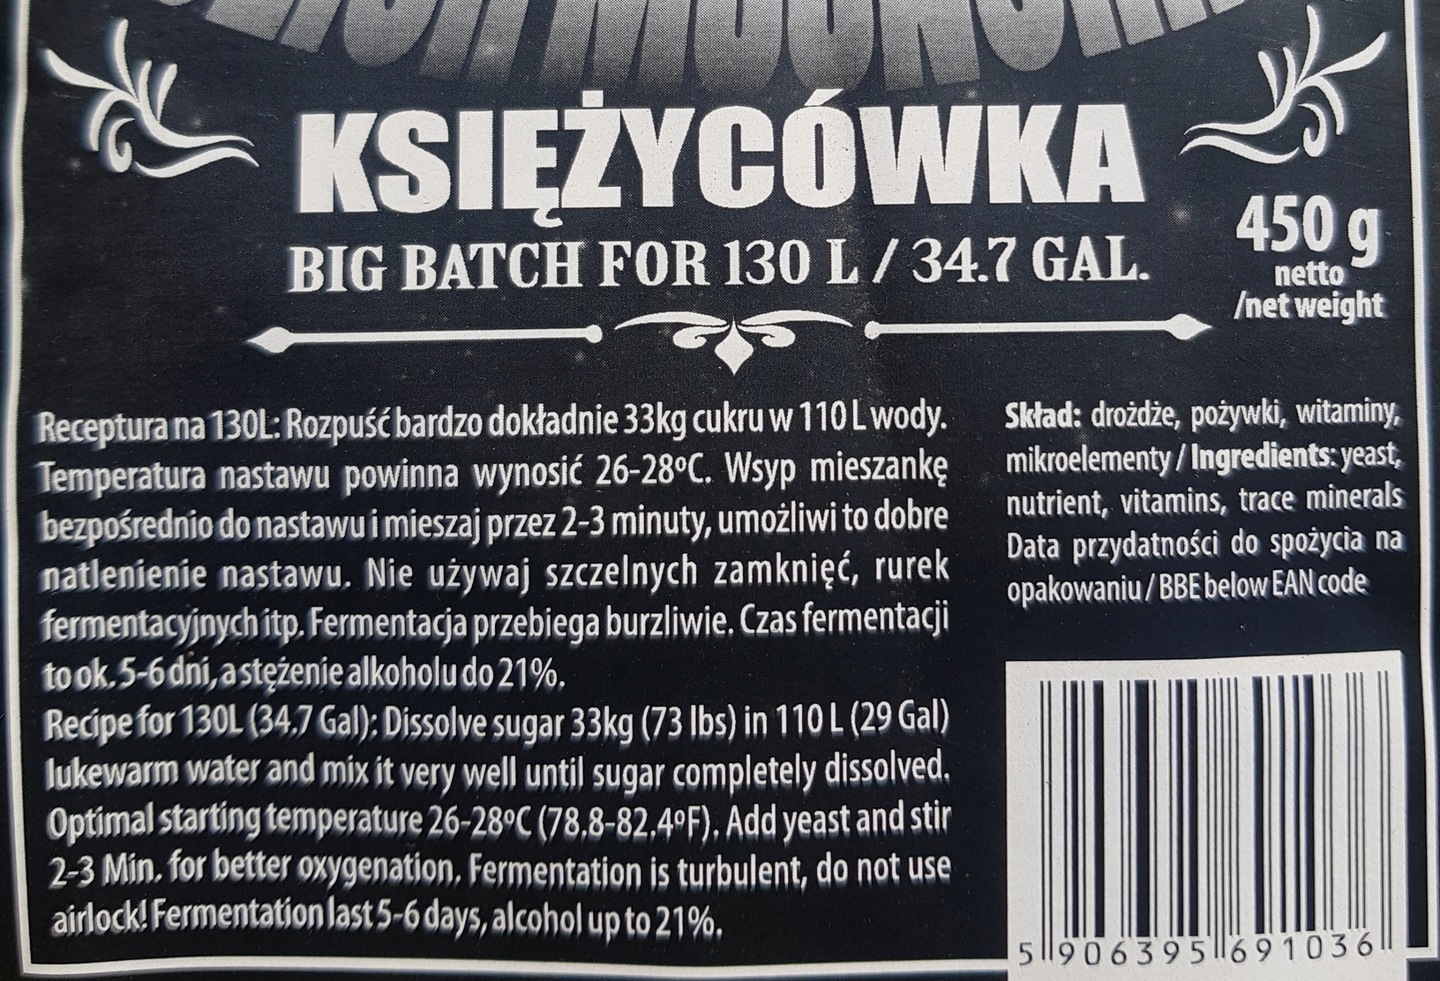 KSIĘŻYCÓWKA
BIG BATCH FOR 130 L / 34.7 GAL.
450 g
netto
/net weight
Receptura na 130L: Rozpuść bardzo dokładnie 33kg cukru w 110 L wody.
Temperatura nastawu powinna wynosić 26-28ºC. Wsyp mieszankę
bezpośrednio do nastawu i mieszaj przez 2-3 minuty, umożliwi to dobre
natlenienie nastawu. Nie używaj szczelnych zamknięć, rurek
fermentacyjnych itp. Fermentacja przebiega burzliwie. Czas fermentacji
to ok. 5-6 dni, a stężenie alkoholu do 21%.
Recipe for 130L (34.7 Gal): Dissolve sugar 33kg (73 lbs) in 110 L (29 Gal)
lukewarm water and mix it very well until sugar completely dissolved.
Optimal starting temperature 26-28ºC (78.8-82.4ºF). Add yeast and stir
2-3 Min. for better oxygenation. Fermentation is turbulent, do not use
airlock! Fermentation last 5-6 days, alcohol up to 21%.
Skład: drożdże, pożywki, witaminy,
mikroelementy / Ingredients: yeast,
nutrient, vitamins, trace minerals
Data przydatności do spożycia na
opakowaniu / BBE below EAN code
5 906395 691036